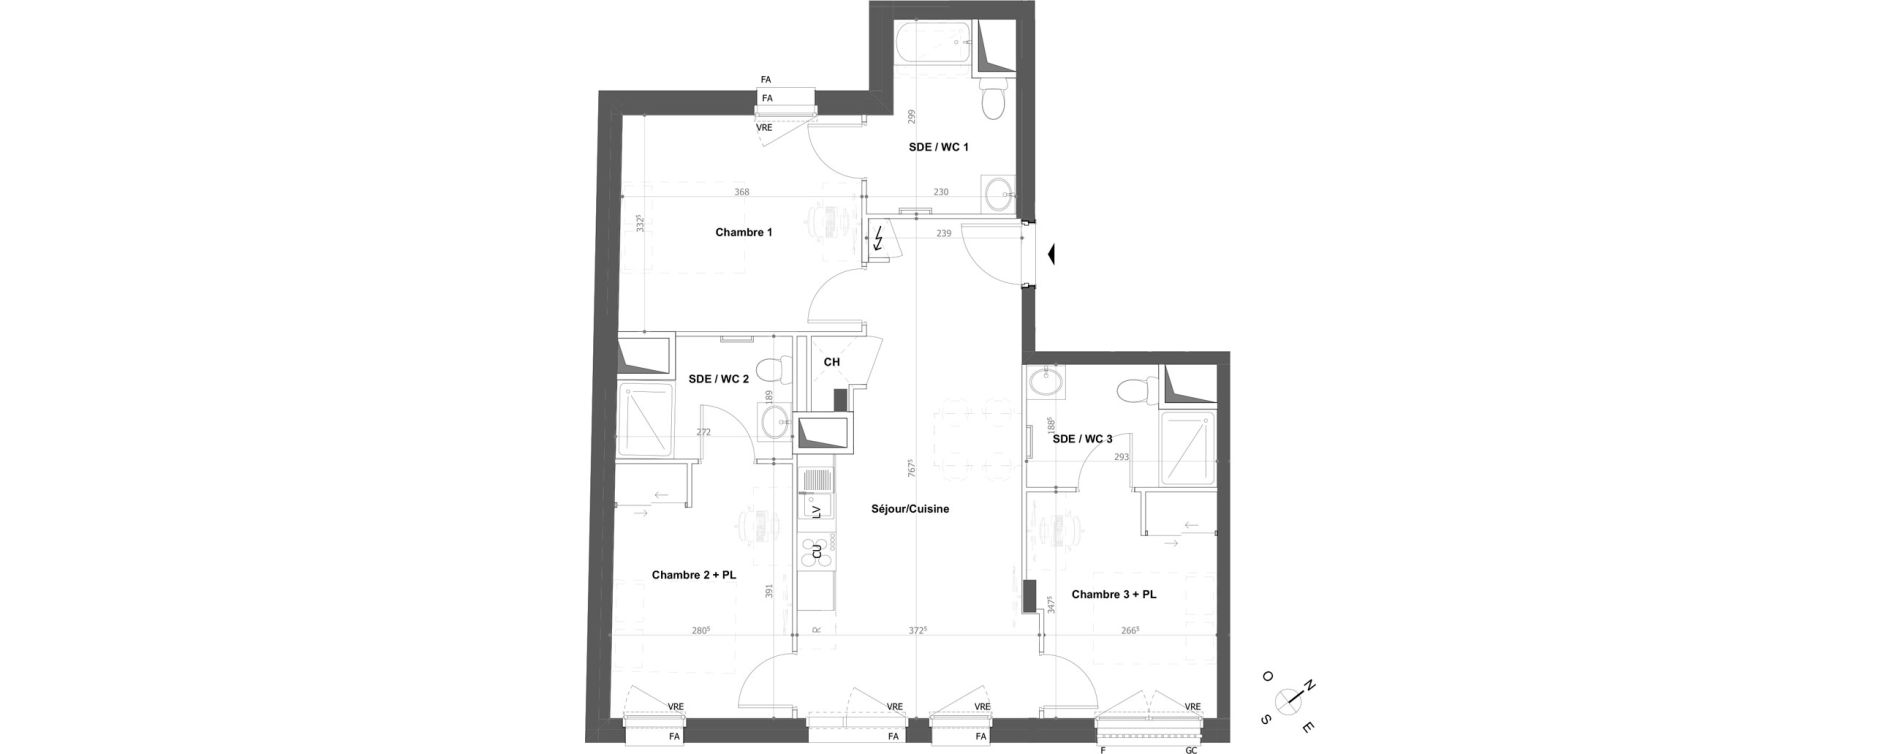 FA
FA
VRE
299
SDE / WC 1
368
230
332⁵
Chambre 1
239
CH
SDE / WC 2
189
272
188⁵
SDE / WC 3
293
767⁵
Séjour/Cuisine
LV
CU
Chambre 2 + PL
391
Chambre 3 + PL
347⁵
R
280⁵
372⁵
266⁵
VRE
VRE
VRE
VRE
FA
FA
FA
F
GC
O
N
S
E